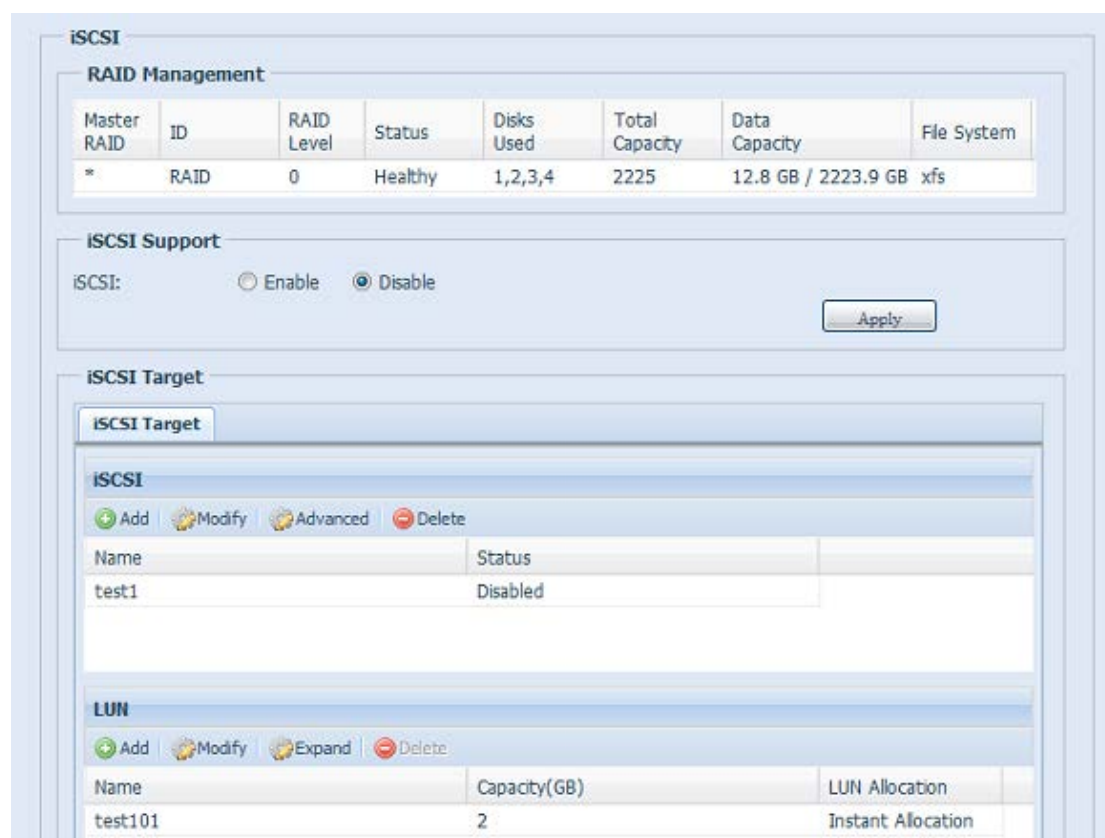 iSCSI
RAID Management
Master RAID ID RAID Level Status Disks Used Total Capacity Data Capacity File System
* RAID 0 Healthy 1,2,3,4 2225 12.8 GB / 2223.9 GB xfs
iSCSI Support
iSCSI: Enable Disable
Apply
iSCSI Target
iSCSI Target
iSCSI
Add Modify Advanced Delete
Name Status
test1 Disabled
LUN
Add Modify Expand Delete
Name Capacity(GB) LUN Allocation
test101 2 Instant Allocation